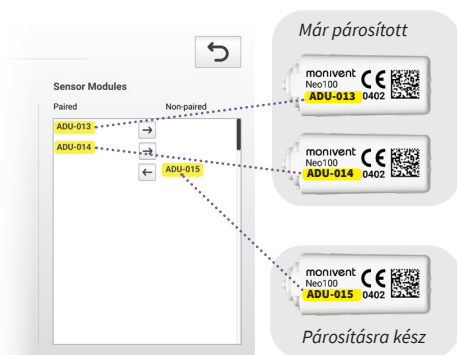 Sensor Modules
Paired
Non-paired
ADU-013
ADU-014
ADU-015
Már párosított
monivent
Neo100
ADU-013 0402
monivent
Neo100
ADU-014 0402
monivent
Neo100
ADU-015 0402
Párosításra kész